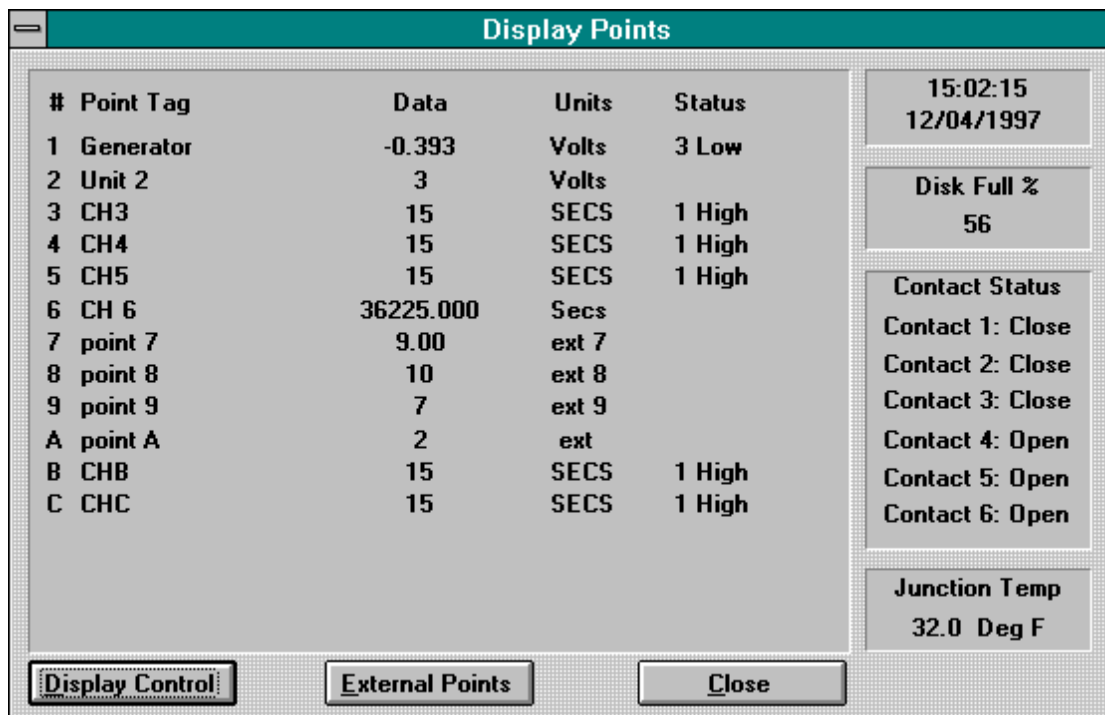 Display Points
# Point Tag Data Units Status
1 Generator -0.393 Volts 3 Low
2 Unit 2 3 Volts
3 CH3 15 SECS 1 High
4 CH4 15 SECS 1 High
5 CH5 15 SECS 1 High
6 CH 6 36225.000 Secs
7 point 7 9.00 ext 7
8 point 8 10 ext 8
9 point 9 7 ext 9
A point A 2 ext
B CHB 15 SECS 1 High
C CHC 15 SECS 1 High
15:02:15
12/04/1997
Disk Full %
56
Contact Status
Contact 1: Close
Contact 2: Close
Contact 3: Close
Contact 4: Open
Contact 5: Open
Contact 6: Open
Junction Temp
32.0 Deg F
Display Control External Points Close